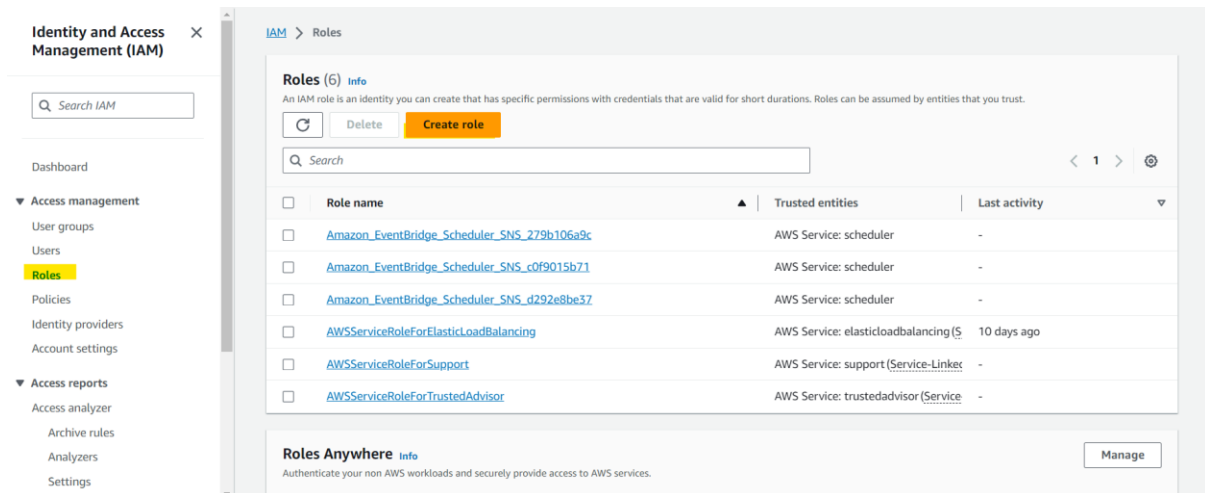 Identity and Access
Management (IAM)
Search IAM
Dashboard
Access management
User groups
Users
Roles
Policies
Identity providers
Account settings
Access reports
Access analyzer
Archive rules
Analyzers
Settings
IAM > Roles
Roles (6) Info
An IAM role is an identity you can create that has specific permissions with credentials that are valid for short durations. Roles can be assumed by entities that you trust.
Delete Create role
Search
1
Role name Trusted entities Last activity
Amazon_EventBridge_Scheduler_SNS_279b106a9c AWS Service: scheduler -
Amazon_EventBridge_Scheduler_SNS_c0f9015b71 AWS Service: scheduler -
Amazon_EventBridge_Scheduler_SNS_d292e8be37 AWS Service: scheduler -
AWSServiceRoleForElasticLoadBalancing AWS Service: elasticloadbalancing (S 10 days ago
AWSServiceRoleForSupport AWS Service: support (Service-Linked -
AWSServiceRoleForTrustedAdvisor AWS Service: trustedadvisor (Service -
Roles Anywhere Info
Manage
Authenticate your non AWS workloads and securely provide access to AWS services.